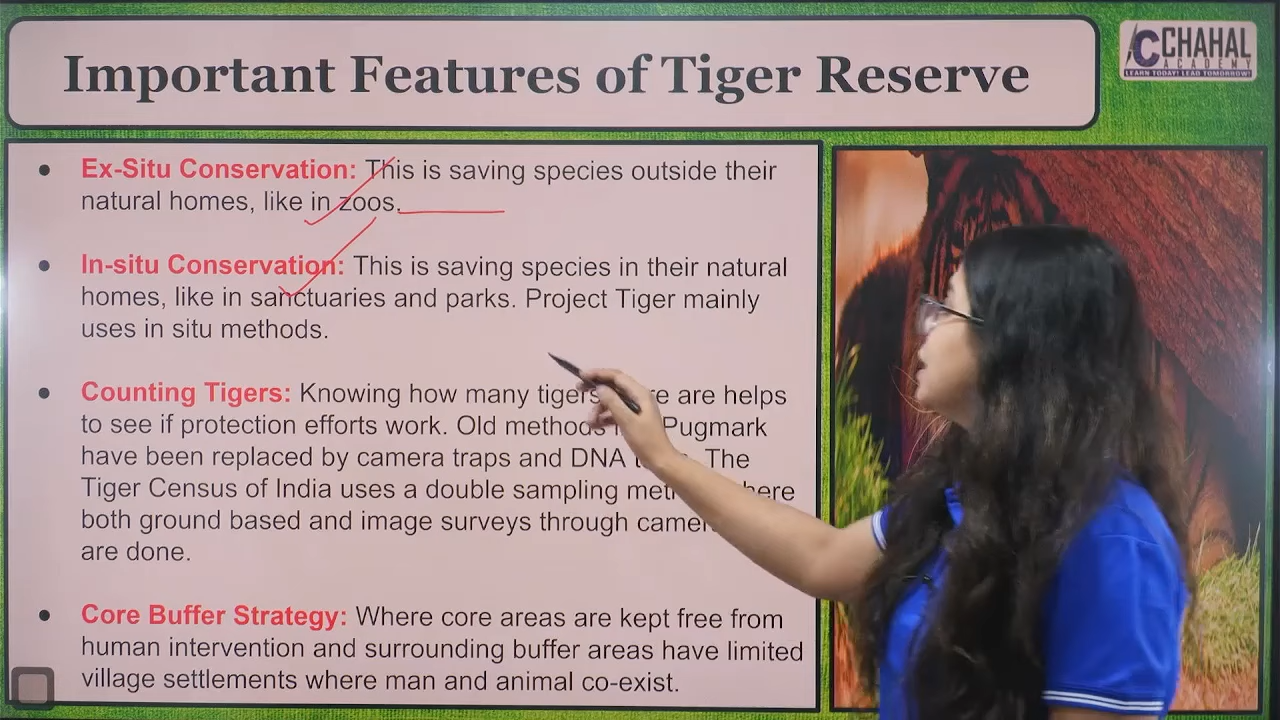 Important Features of Tiger Reserve
CCHAHAL
ACADEMY
LEARN TODAY! LEAD TOMORROW!
Ex-Situ Conservation: This is saving species outside their
natural homes, like in zoos.
In-situ Conservation: This is saving species in their natural
homes, like in sanctuaries and parks. Project Tiger mainly
uses in situ methods.
Counting Tigers: Knowing how many tigers are helps
to see if protection efforts work. Old methods Pugmark
have been replaced by camera traps and DNA The
Tiger Census of India uses a double sampling
both ground based and image surveys through
are done.
Core Buffer Strategy: Where core areas are kept free from
human intervention and surrounding buffer areas have limited
village settlements where man and animal co-exist.